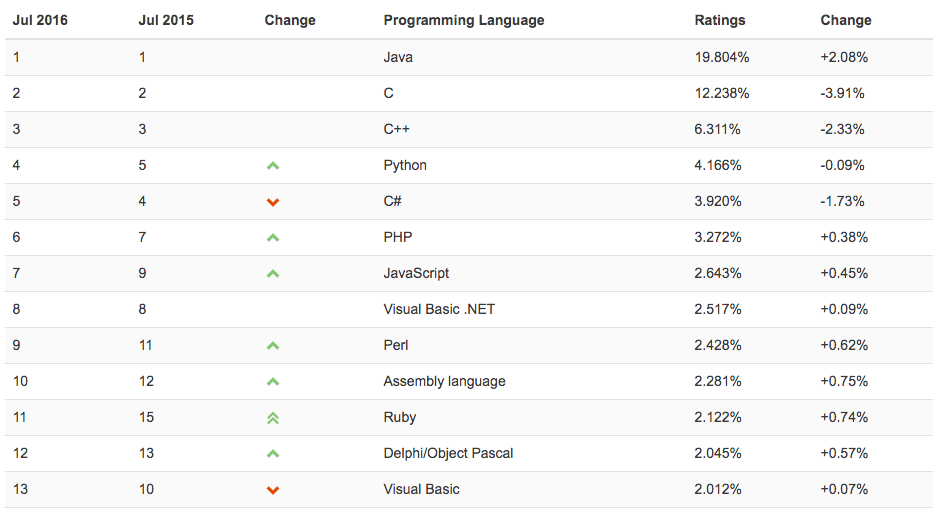 Jul 2016 Jul 2015 Change Programming Language Ratings Change
1 1 Java 19.804% +2.08%
2 2 C 12.238% -3.91%
3 3 C++ 6.311% -2.33%
4 5 Python 4.166% -0.09%
5 4 C# 3.920% -1.73%
6 7 PHP 3.272% +0.38%
7 9 JavaScript 2.643% +0.45%
8 8 Visual Basic .NET 2.517% +0.09%
9 11 Perl 2.428% +0.62%
10 12 Assembly language 2.281% +0.75%
11 15 Ruby 2.122% +0.74%
12 13 Delphi/Object Pascal 2.045% +0.57%
13 10 Visual Basic 2.012% +0.07%